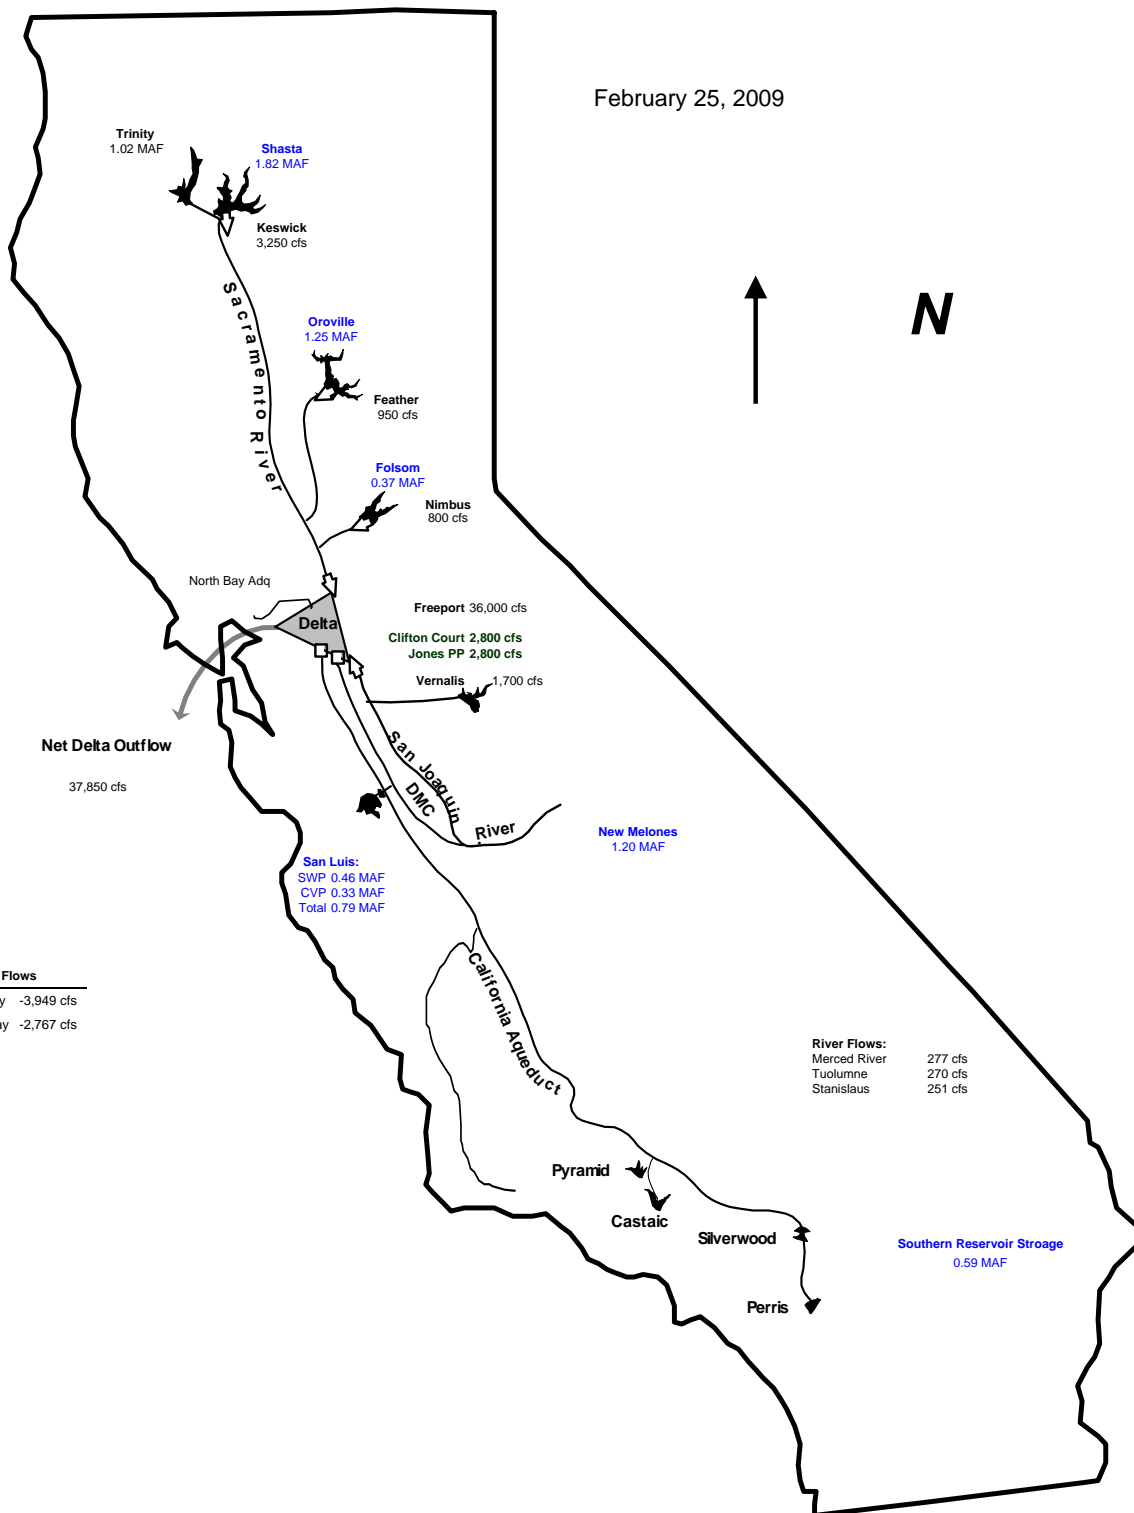 February 25, 2009
Trinity
1.02 MAF
Shasta
1.82 MAF
Keswick
3,250 cfs
N
Sacramento River
Oroville
1.25 MAF
Feather
950 cfs
Folsom
0.37 MAF
Nimbus
800 cfs
North Bay Adq
Delta
Freeport 36,000 cfs
Clifton Court 2,800 cfs
Jones PP 2,800 cfs
Vernalis 1,700 cfs
Net Delta Outflow
37,850 cfs
San Joaquin River
DMC
New Melones
1.20 MAF
San Luis:
SWP 0.46 MAF
CVP 0.33 MAF
Total 0.79 MAF
California Aqueduct
Flows
y -3,949 cfs
ay -2,767 cfs
River Flows:
Merced River 277 cfs
Tuolumne 270 cfs
Stanislaus 251 cfs
Pyramid
Castaic
Silverwood
Perris
Southern Reservoir Stroage
0.59 MAF